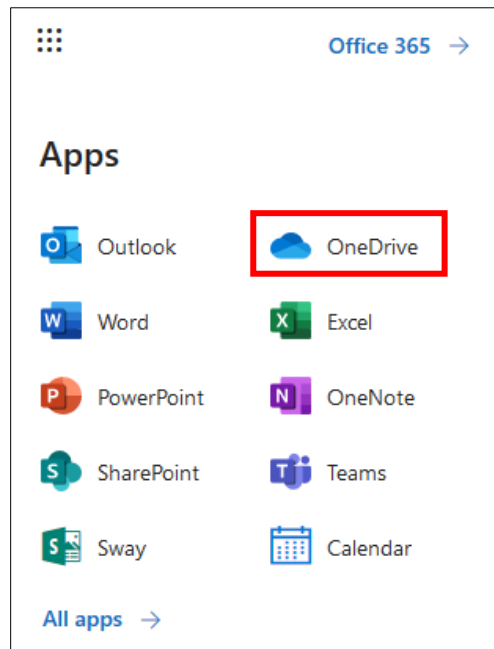 Office 365 →
Apps
Outlook
OneDrive
Word
Excel
PowerPoint
OneNote
SharePoint
Teams
Sway
Calendar
All apps →